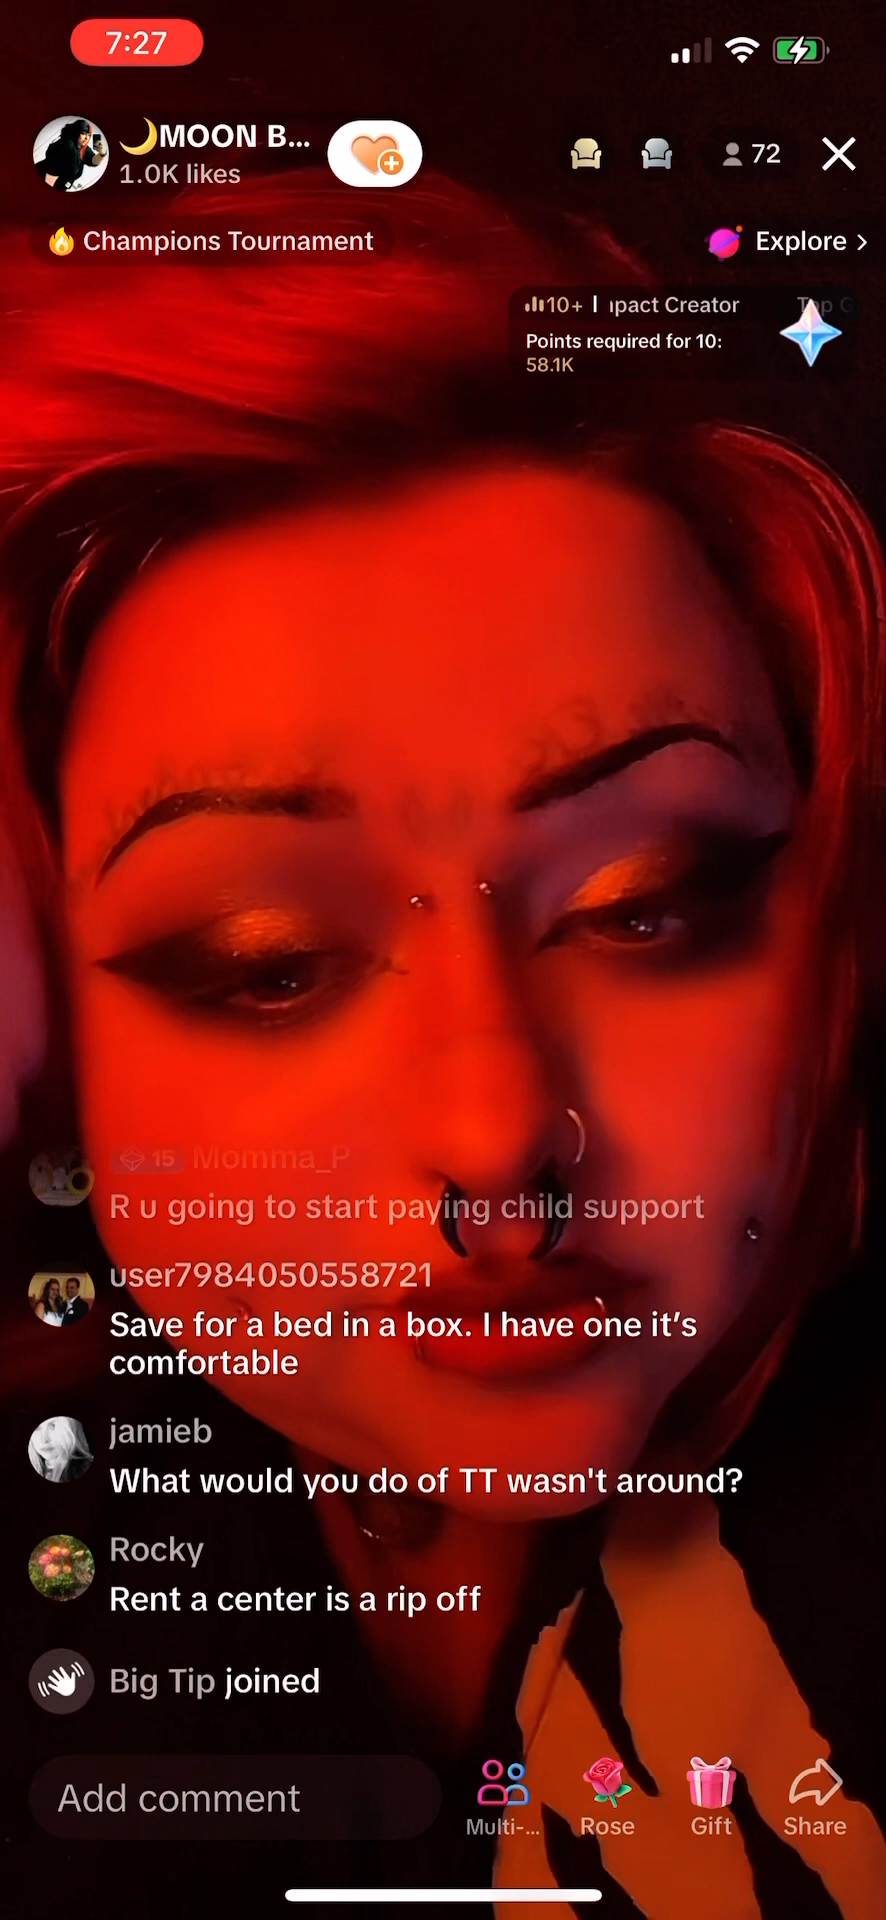 7:27
🌙MOON B...
1.0K likes
72
🔥 Champions Tournament
Explore >
10+ | ıpact Creator
Top G
Points required for 10:
58.1K
15 Momma_P
R u going to start paying child support
user7984050558721
Save for a bed in a box. I have one it’s
comfortable
jamieb
What would you do of TT wasn't around?
Rocky
Rent a center is a rip off
Big Tip joined
Add comment
Multi-...
Rose
Gift
Share